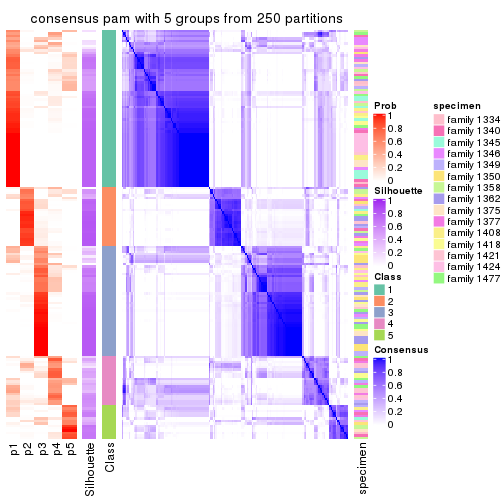 consensus pam with 5 groups from 250 partitions
Prob
1
0.8
0.6
0.4
0.2
0
Silhouette
1
0.8
0.6
0.4
0.2
0
Class
1
2
3
4
5
Consensus
1
0.8
0.6
0.4
0.2
0
specimen
family 1334
family 1340
family 1345
family 1346
family 1349
family 1350
family 1358
family 1362
family 1375
family 1377
family 1408
family 1418
family 1421
family 1424
family 1477
p1
p2
p3
p4
p5
Silhouette
Class
specimen